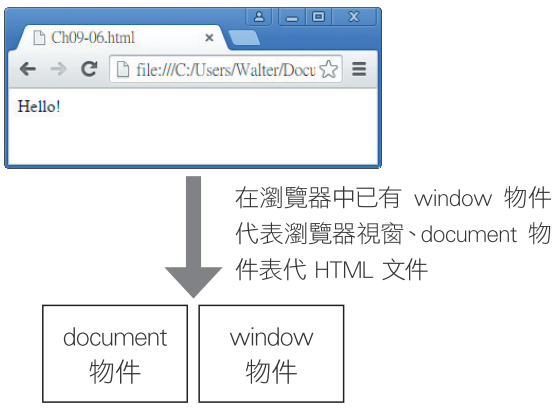 Ch09-06.html
file:///C:/Users/Walter/Docu
Hello!
在瀏覽器中已有 window 物件
代表瀏覽器視窗、document 物
件表代 HTML 文件
document
物件
window
物件